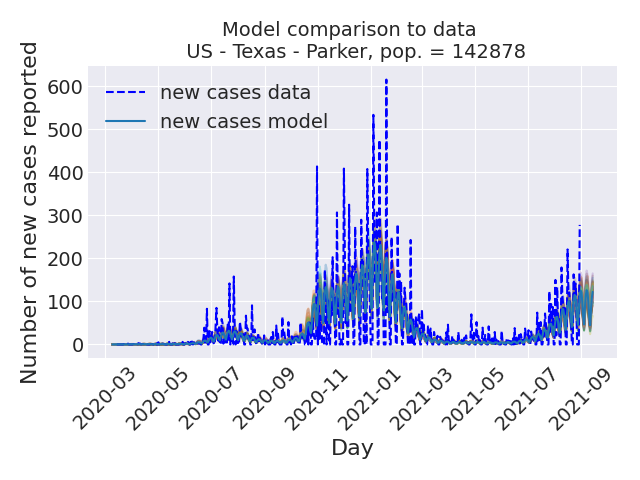 Model comparison to data
US - Texas - Parker, pop. = 142878
Number of new cases reported
600
500
400
300
200
100
0
new cases data
new cases model
2020-03
2020-05
2020-07
2020-09
2020-11
2021-01
2021-03
2021-05
2021-07
2021-09
Day